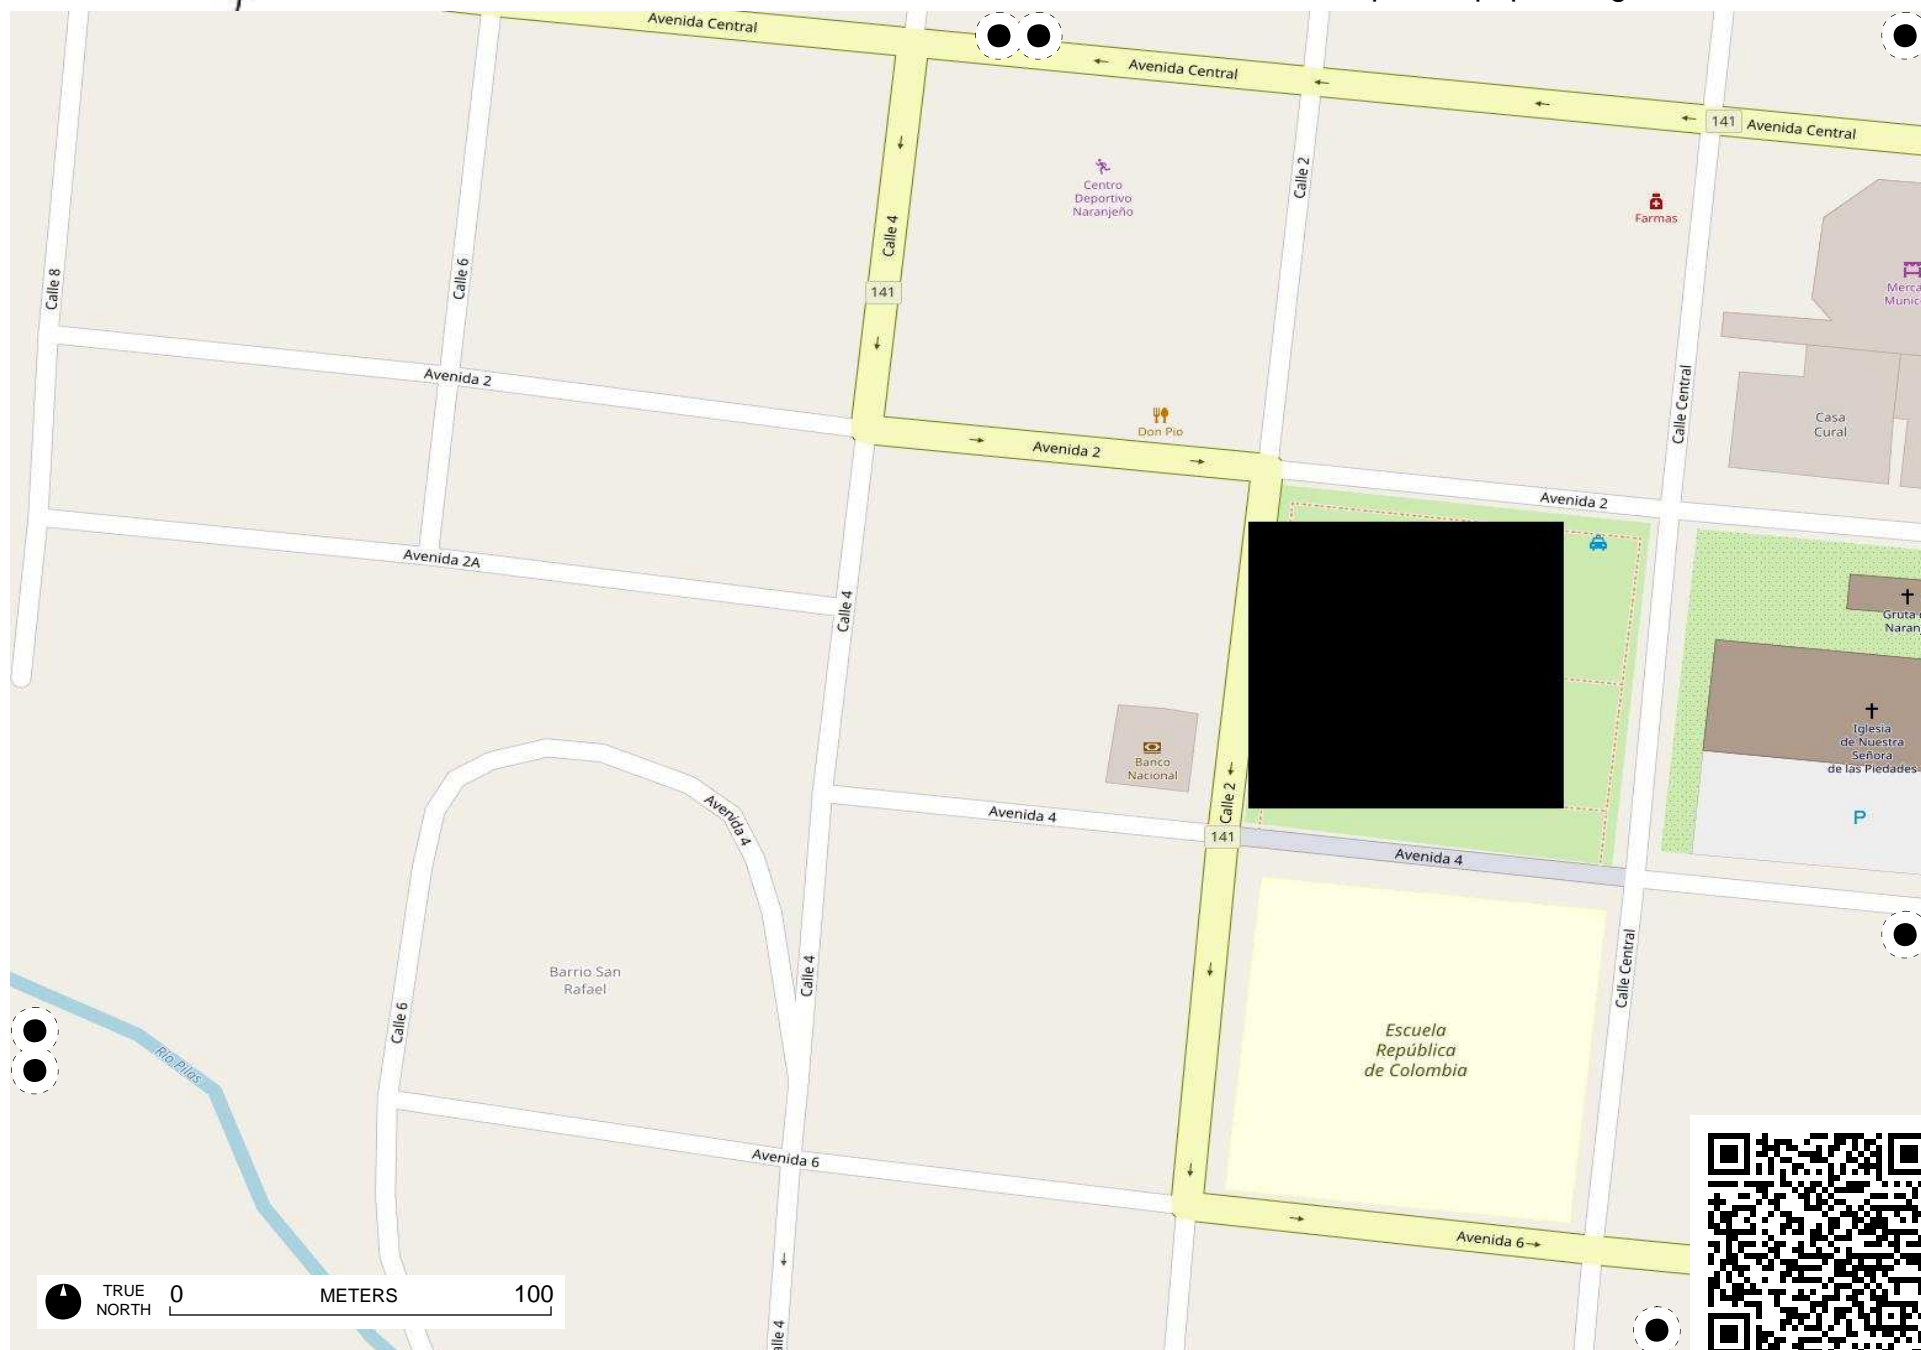 Avenida Central
Avenida Central
141
Avenida Central
Calle 2
Centro
Deportivo
Naranjeño
Farmas
Calle 4
Calle 6
Calle 8
141
Casa
Cural
Calle Central
Avenida 2
Don Pio
Avenida 2
Avenida 2
Avenida 2A
Calle 4
Iglesia
de Nuestra
Señora
de las Piedades
Banco
Nacional
Calle 2
Avenida 4
Avenida 4
P
141
Avenida 4
Barrio San
Rafael
Calle 4
Calle Central
Calle 6
Escuela
República
de Colombia
Río Pilas
Avenida 6
Avenida 6
TRUE
NORTH
0
METERS
100